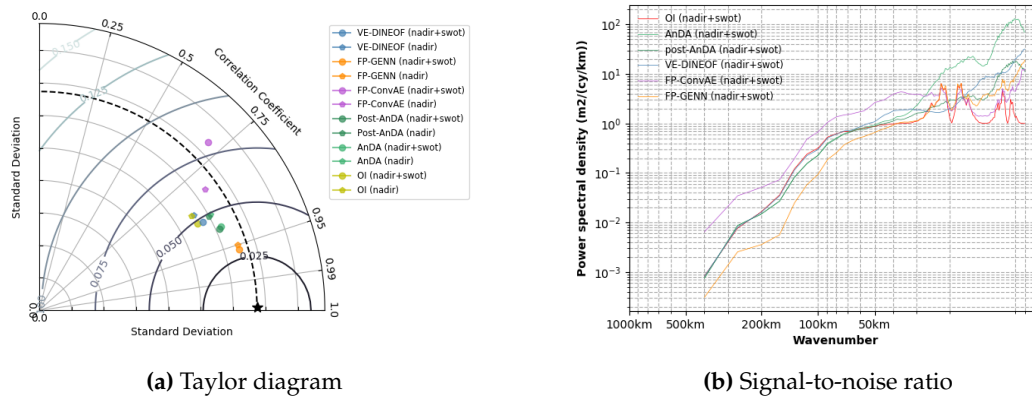 0.0
0.25
0.5
0.75
0.95
0.99
1.0
Correlation Coefficient
0.150
0.125
0.075
0.050
0.025
0.0
0.0
Standard Deviation
Standard Deviation
VE-DINEOF (nadir+swot)
VE-DINEOF (nadir)
FP-GENN (nadir+swot)
FP-GENN (nadir)
FP-ConvAE (nadir+swot)
FP-ConvAE (nadir)
Post-AnDA (nadir+swot)
Post-AnDA (nadir)
AnDA (nadir+swot)
AnDA (nadir)
OI (nadir+swot)
OI (nadir)
(a) Taylor diagram
Power spectral density (m2/(cy/km))
10²
10¹
10⁰
10⁻¹
10⁻²
10⁻³
OI (nadir+swot)
AnDA (nadir+swot)
post-AnDA (nadir+swot)
VE-DINEOF (nadir+swot)
FP-ConvAE (nadir+swot)
FP-GENN (nadir+swot)
1000km 500km 200km 100km 50km
Wavenumber
(b) Signal-to-noise ratio